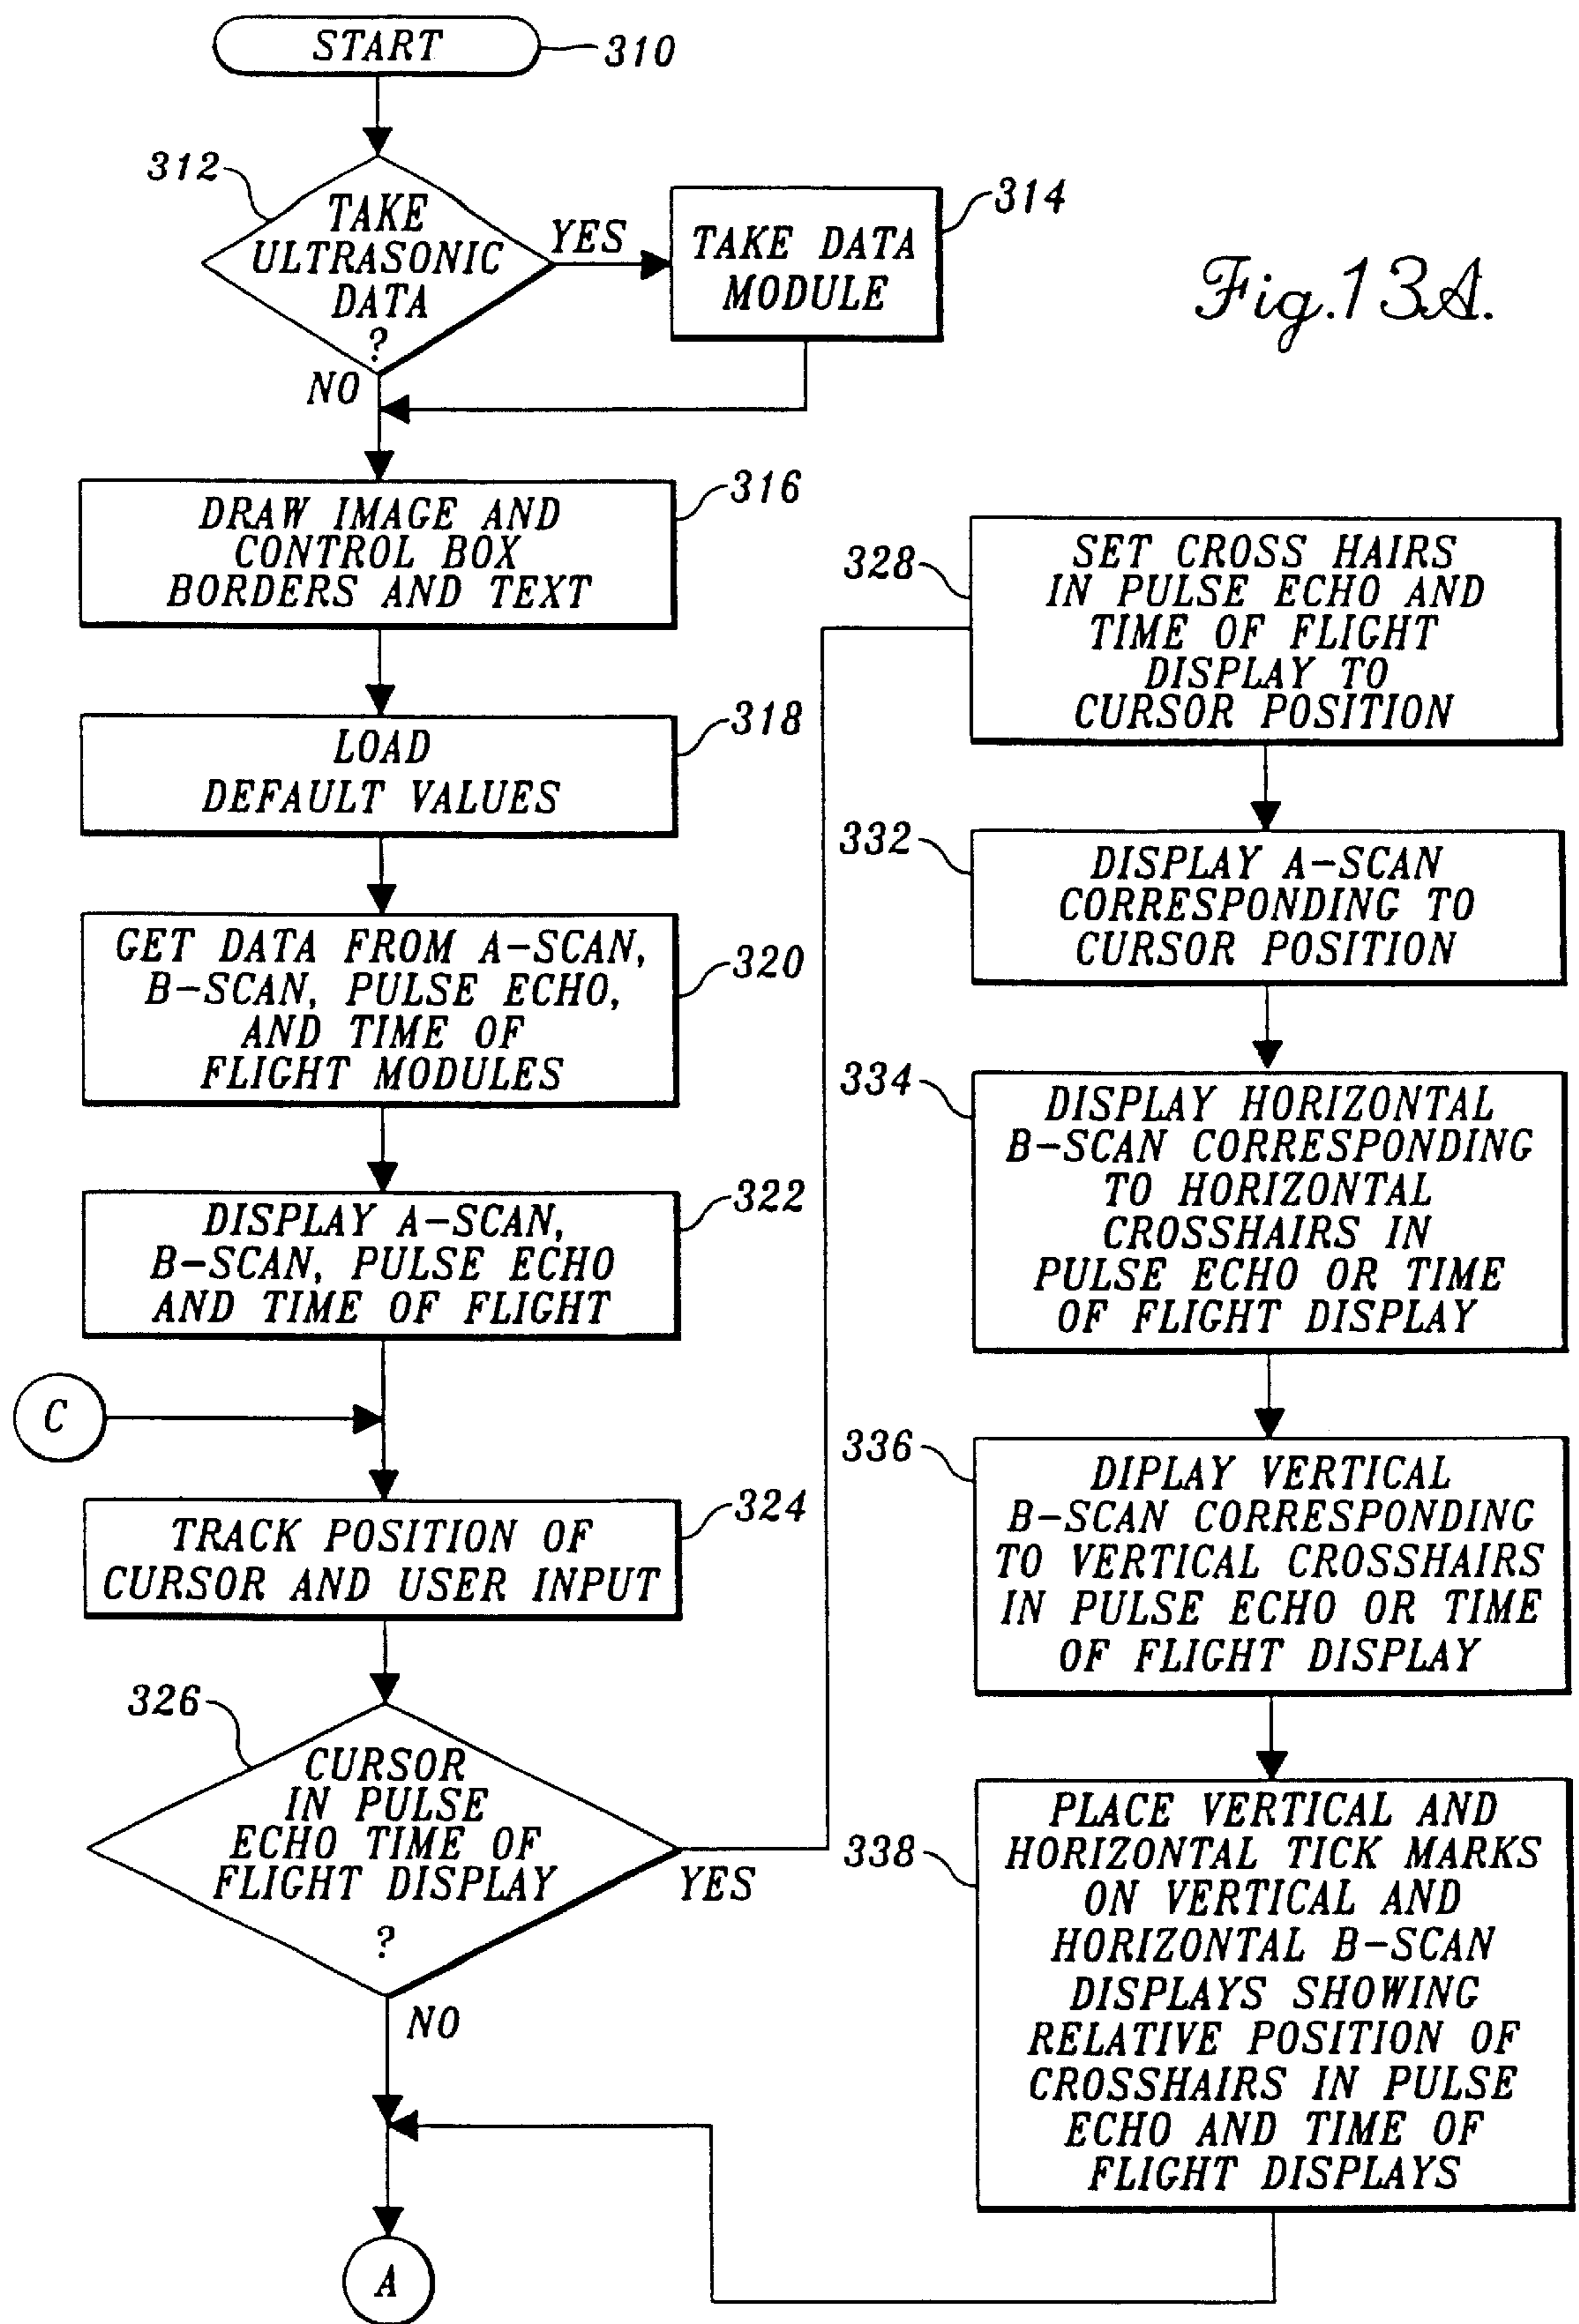 START
310
312
TAKE
ULTRASONIC
DATA
?
YES
NO
TAKE DATA
MODULE
314
Fig.13A.
DRAW IMAGE AND
CONTROL BOX
BORDERS AND TEXT
316
LOAD
DEFAULT VALUES
318
GET DATA FROM A-SCAN,
B-SCAN, PULSE ECHO,
AND TIME OF
FLIGHT MODULES
320
DISPLAY A-SCAN,
B-SCAN, PULSE ECHO
AND TIME OF FLIGHT
322
C
TRACK POSITION OF
CURSOR AND USER INPUT
324
326
CURSOR
IN PULSE
ECHO TIME OF
FLIGHT DISPLAY
?
YES
NO
A
328
SET CROSS HAIRS
IN PULSE ECHO AND
TIME OF FLIGHT
DISPLAY TO
CURSOR POSITION
332
DISPLAY A-SCAN
CORRESPONDING TO
CURSOR POSITION
334
DISPLAY HORIZONTAL
B-SCAN CORRESPONDING
TO HORIZONTAL
CROSSHAIRS IN
PULSE ECHO OR TIME
OF FLIGHT DISPLAY
336
DIPLAY VERTICAL
B-SCAN CORRESPONDING
TO VERTICAL CROSSHAIRS
IN PULSE ECHO OR TIME
OF FLIGHT DISPLAY
338
PLACE VERTICAL AND
HORIZONTAL TICK MARKS
ON VERTICAL AND
HORIZONTAL B-SCAN
DISPLAYS SHOWING
RELATIVE POSITION OF
CROSSHAIRS IN PULSE
ECHO AND TIME OF
FLIGHT DISPLAYS